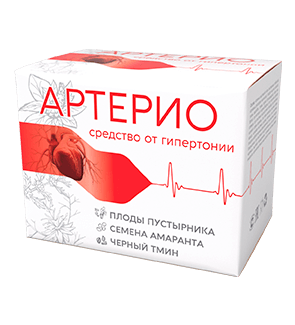 АРТЕРИО
средство от гипертонии
ПЛОДЫ ПУСТЫРНИКА
СЕМЕНА АМАРАНТА
ЧЕРНЫЙ ТМИН